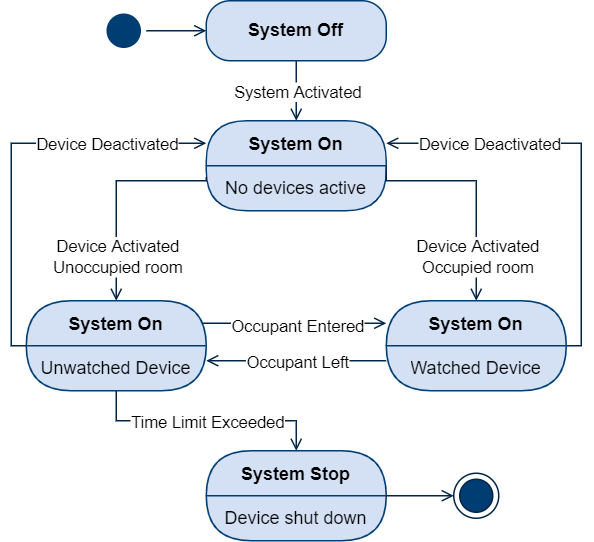 System Off
System Activated
Device Deactivated
System On
Device Deactivated
No devices active
Device Activated
Unoccupied room
Device Activated
Occupied room
System On
Occupant Entered
System On
Unwatched Device
Occupant Left
Watched Device
Time Limit Exceeded
System Stop
Device shut down